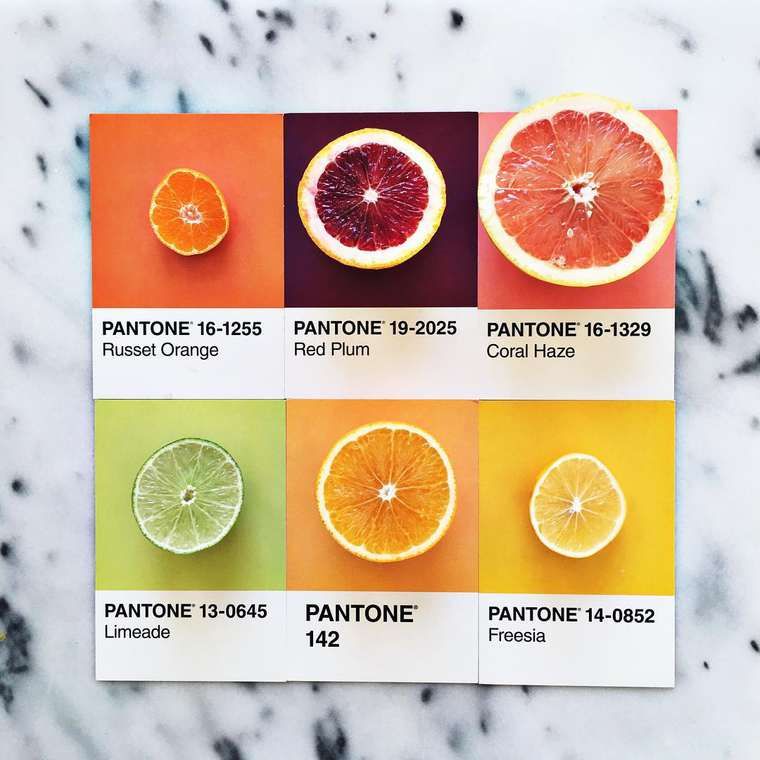 PANTONE® 16-1255
Russet Orange
PANTONE® 19-2025
Red Plum
PANTONE® 16-1329
Coral Haze
PANTONE® 13-0645
Limeade
PANTONE®
142
PANTONE® 14-0852
Freesia